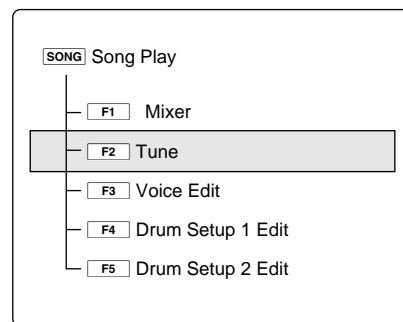 SONG Song Play
F1 Mixer
F2 Tune
F3 Voice Edit
F4 Drum Setup 1 Edit
F5 Drum Setup 2 Edit